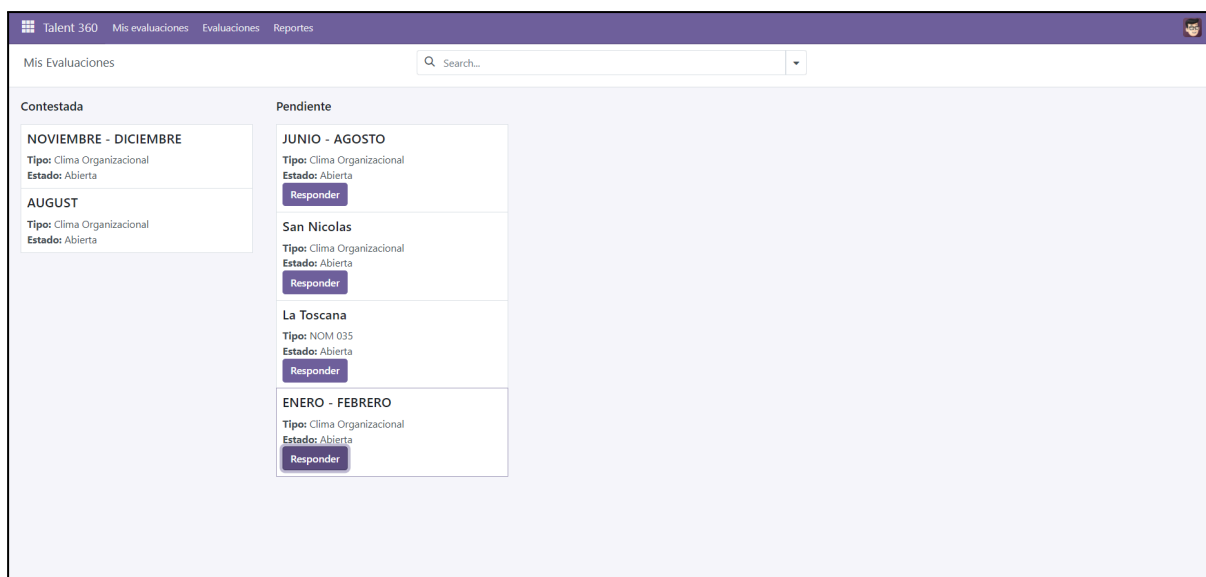 Talent 360 Mis evaluaciones Evaluaciones Reportes
Mis Evaluaciones
Search...
Contestada
NOVIEMBRE - DICIEMBRE
Tipo: Clima Organizacional
Estado: Abierta
AUGUST
Tipo: Clima Organizacional
Estado: Abierta
Pendiente
JUNIO - AGOSTO
Tipo: Clima Organizacional
Estado: Abierta
Responder
San Nicolas
Tipo: Clima Organizacional
Estado: Abierta
Responder
La Toscana
Tipo: NOM 035
Estado: Abierta
Responder
ENERO - FEBRERO
Tipo: Clima Organizacional
Estado: Abierta
Responder